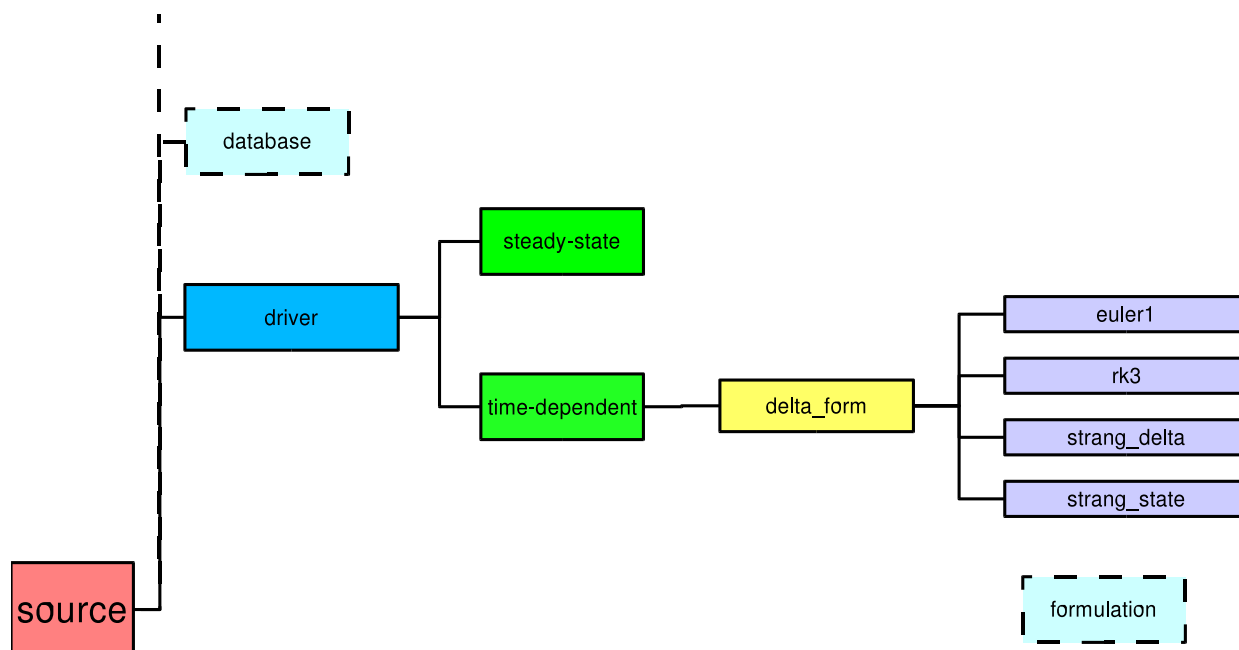 database
steady-state
driver
euler1
rk3
time-dependent
delta_form
strang_delta
strang_state
source
formulation